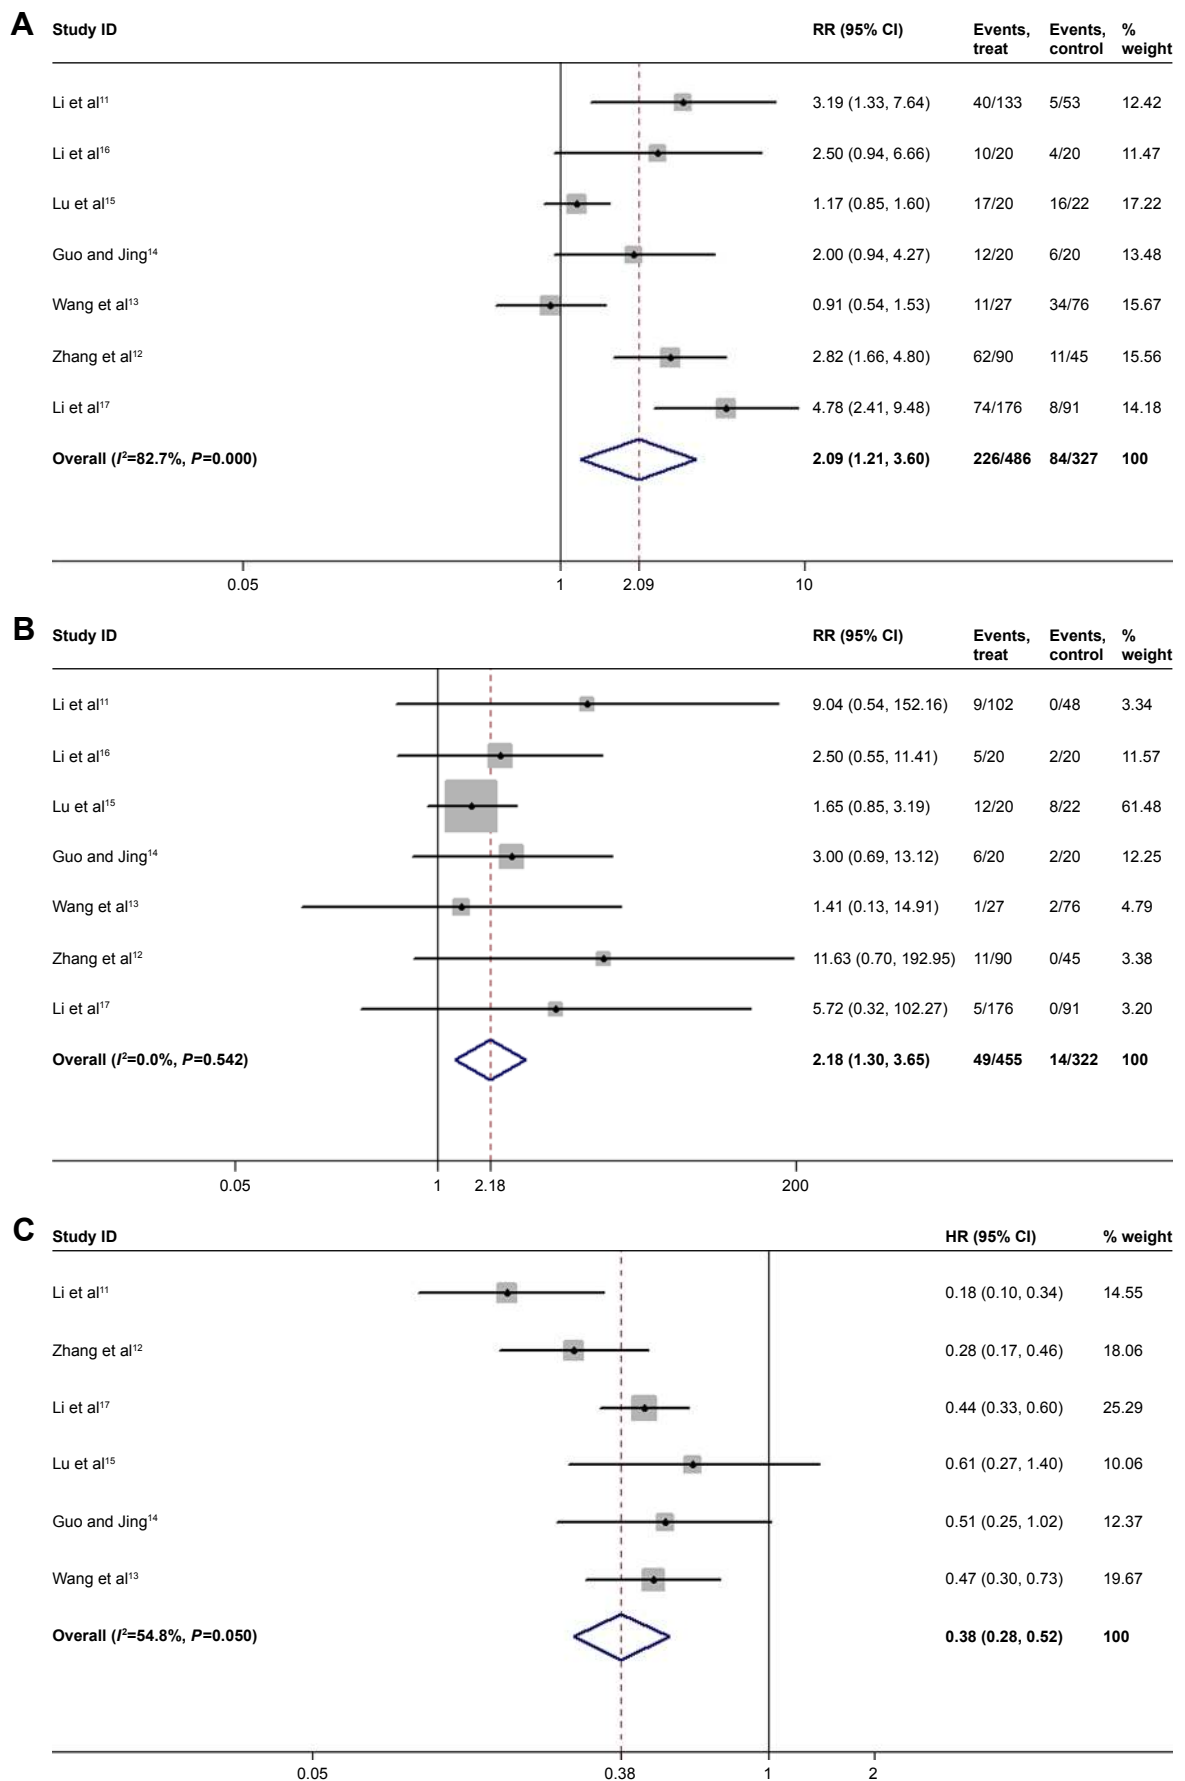 A Study ID RR (95% CI) Events, treat Events, control % weight
Li et al¹¹ 3.19 (1.33, 7.64) 40/133 5/53 12.42
Li et al¹⁶ 2.50 (0.94, 6.66) 10/20 4/20 11.47
Lu et al¹⁵ 1.17 (0.85, 1.60) 17/20 16/22 17.22
Guo and Jing¹⁴ 2.00 (0.94, 4.27) 12/20 6/20 13.48
Wang et al¹³ 0.91 (0.54, 1.53) 11/27 34/76 15.67
Zhang et al¹² 2.82 (1.66, 4.80) 62/90 11/45 15.56
Li et al¹⁷ 4.78 (2.41, 9.48) 74/176 8/91 14.18
Overall (I²=82.7%, P=0.000) 2.09 (1.21, 3.60) 226/486 84/327 100
0.05 1 2.09 10
B Study ID RR (95% CI) Events, treat Events, control % weight
Li et al¹¹ 9.04 (0.54, 152.16) 9/102 0/48 3.34
Li et al¹⁶ 2.50 (0.55, 11.41) 5/20 2/20 11.57
Lu et al¹⁵ 1.65 (0.85, 3.19) 12/20 8/22 61.48
Guo and Jing¹⁴ 3.00 (0.69, 13.12) 6/20 2/20 12.25
Wang et al¹³ 1.41 (0.13, 14.91) 1/27 2/76 4.79
Zhang et al¹² 11.63 (0.70, 192.95) 11/90 0/45 3.38
Li et al¹⁷ 5.72 (0.32, 102.27) 5/176 0/91 3.20
Overall (I²=0.0%, P=0.542) 2.18 (1.30, 3.65) 49/455 14/322 100
0.05 1 2.18 200
C Study ID HR (95% CI) % weight
Li et al¹¹ 0.18 (0.10, 0.34) 14.55
Zhang et al¹² 0.28 (0.17, 0.46) 18.06
Li et al¹⁷ 0.44 (0.33, 0.60) 25.29
Lu et al¹⁵ 0.61 (0.27, 1.40) 10.06
Guo and Jing¹⁴ 0.51 (0.25, 1.02) 12.37
Wang et al¹³ 0.47 (0.30, 0.73) 19.67
Overall (I²=54.8%, P=0.050) 0.38 (0.28, 0.52) 100
0.05 0.38 1 2